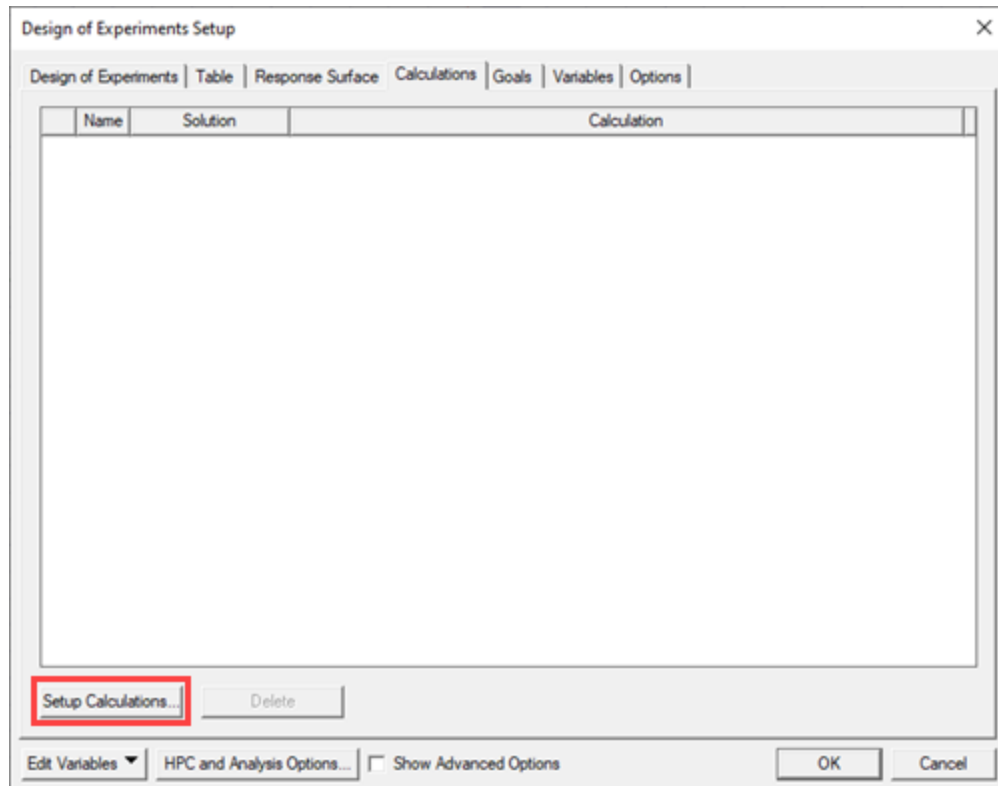 Design of Experiments Setup
Design of Experiments Table Response Surface Calculations Goals Variables Options
Name Solution Calculation
Setup Calculations... Delete
Edit Variables HPC and Analysis Options... Show Advanced Options OK Cancel